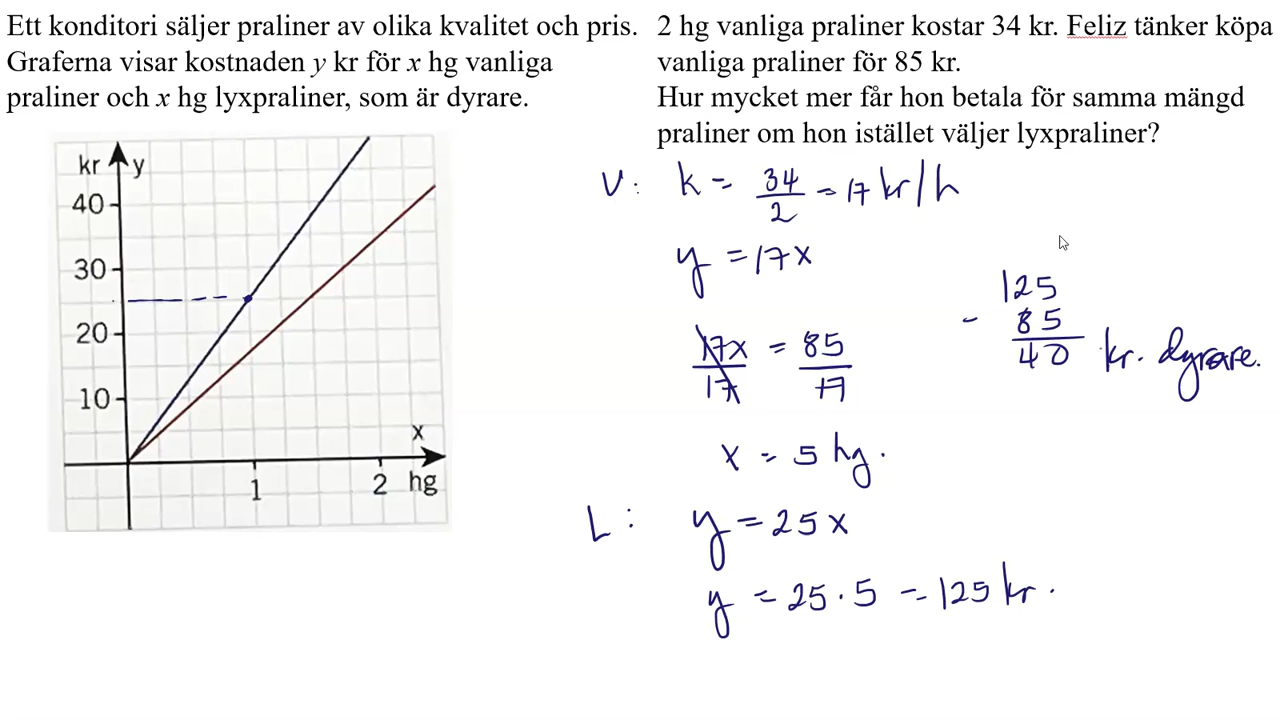 Ett konditori säljer praliner av olika kvalitet och pris.
Graferna visar kostnaden y kr för x hg vanliga
praliner och x hg lyxpraliner, som är dyrare.
2 hg vanliga praliner kostar 34 kr. Feliz tänker köpa
vanliga praliner för 85 kr.
Hur mycket mer får hon betala för samma mängd
praliner om hon istället väljer lyxpraliner?
kr y
40
30
20
10
x
1 2 hg
V: k = 34/2 = 17 kr/h
y = 17x
17x/17 = 85/17
x = 5 hg.
L: y = 25x
y = 25 · 5 = 125 kr.
125
- 85
40 kr. dyrare.